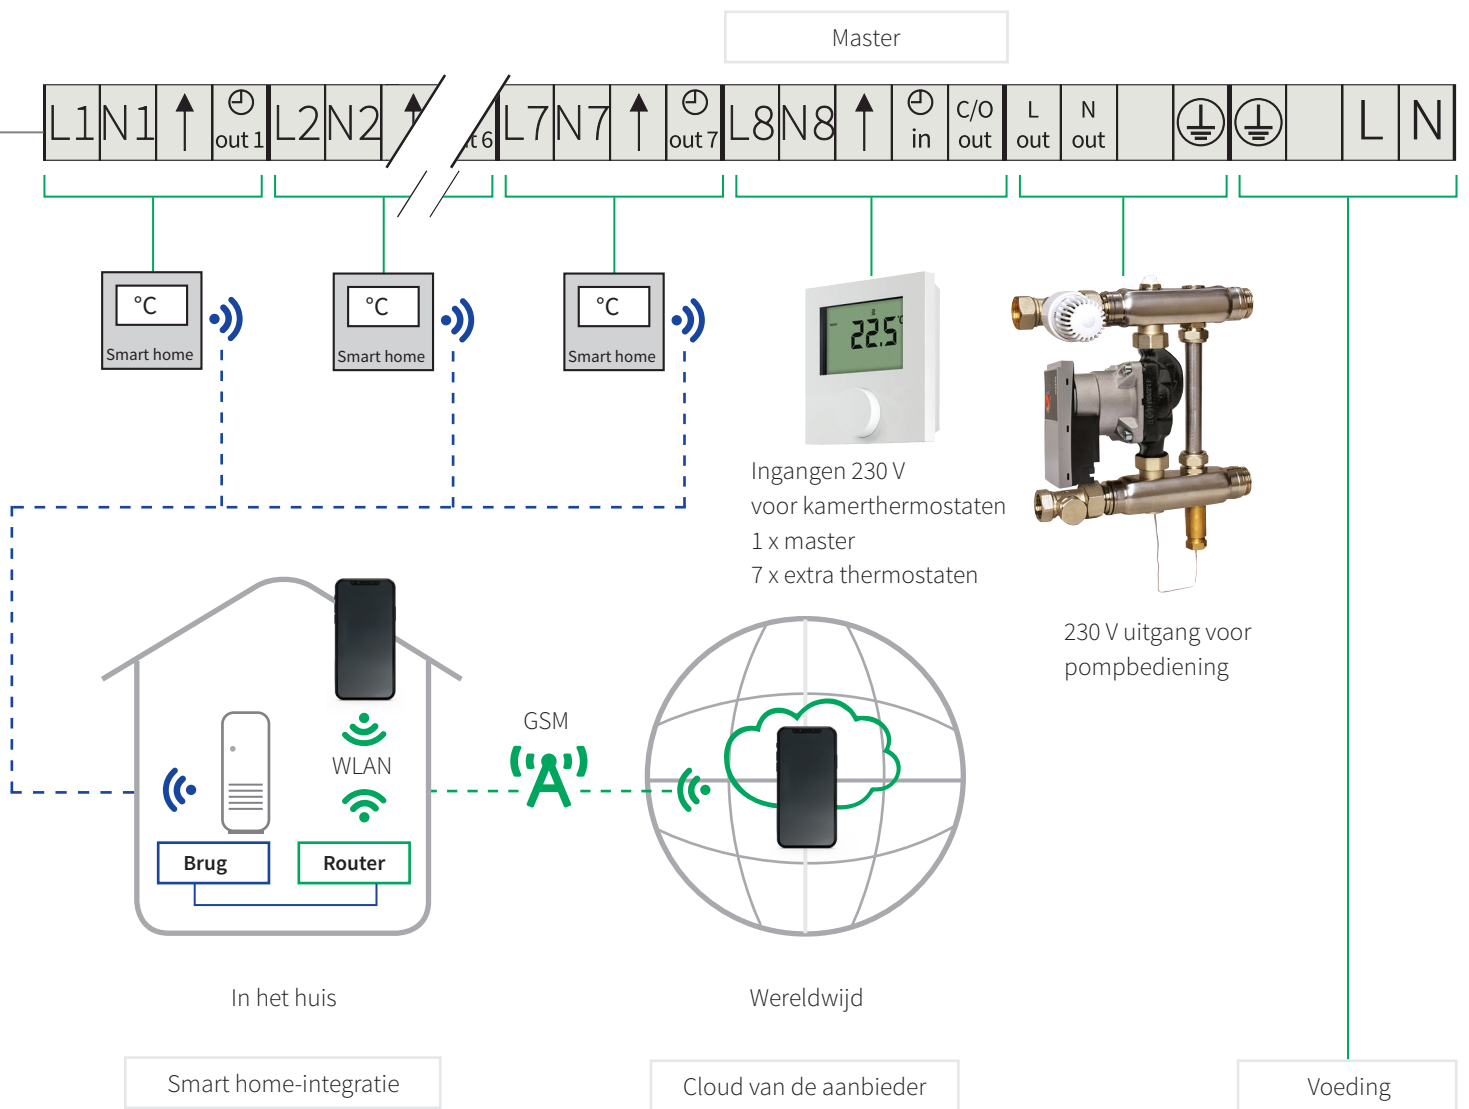 Master
L1 N1 out 1 L2 N2 t 6 L7 N7 out 7 L8 N8 in C/O out L out N out L N
°C
Smart home
°C
Smart home
°C
Smart home
22.5°
Ingangen 230 V
voor kamerthermostaten
1 x master
7 x extra thermostaten
230 V uitgang voor
pompbediening
GSM
WLAN
Brug
Router
In het huis
Wereldwijd
Smart home-integratie
Cloud van de aanbieder
Voeding